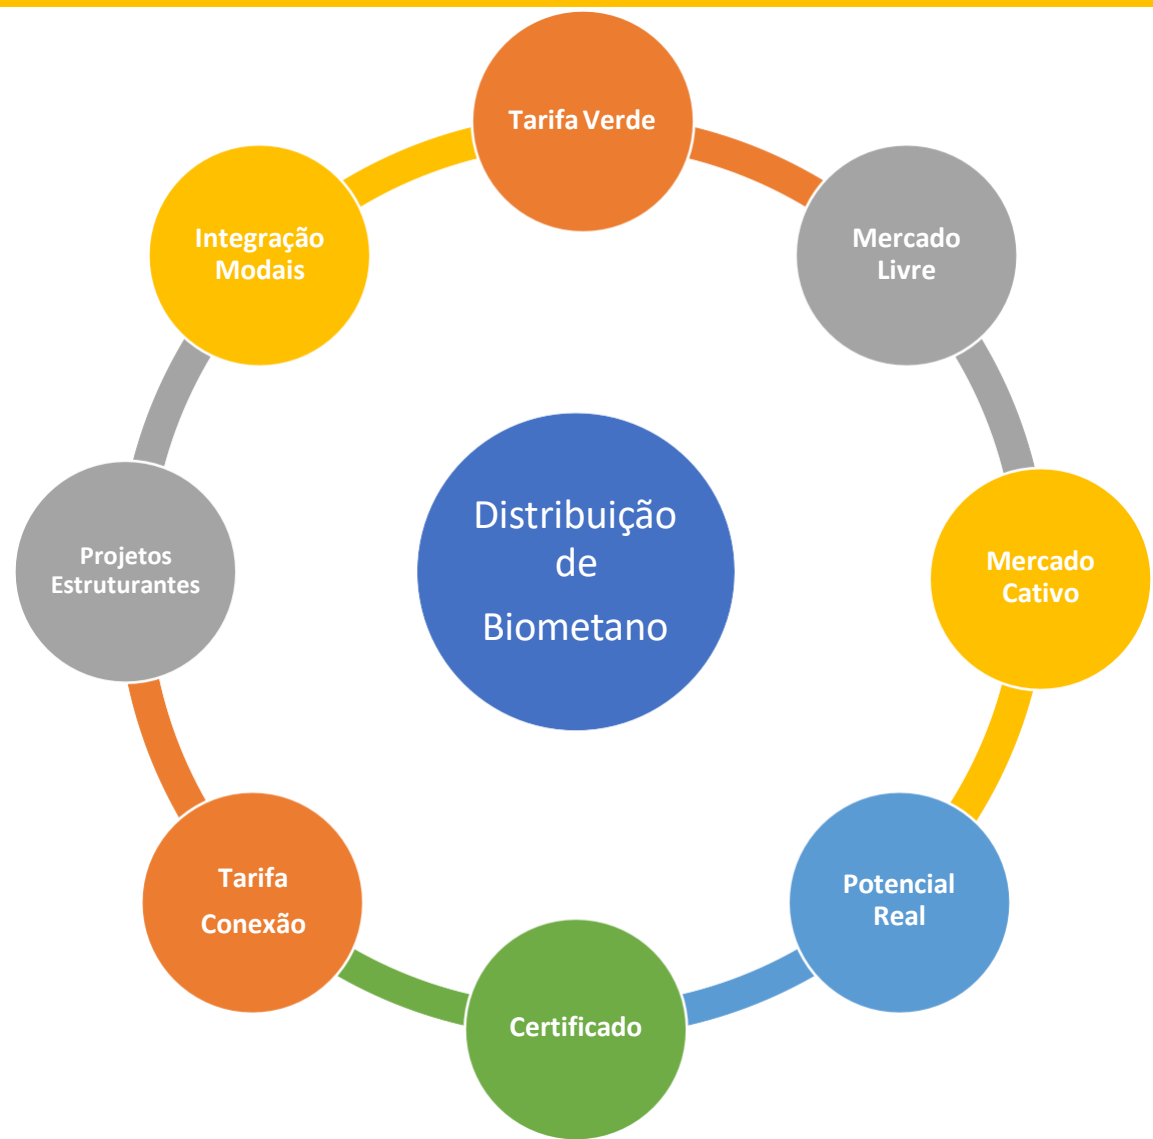 Tarifa Verde
Mercado
Livre
Mercado
Cativo
Potencial
Real
Certificado
Tarifa
Conexão
Projetos
Estruturantes
Integração
Modais
Distribuição
de
Biometano